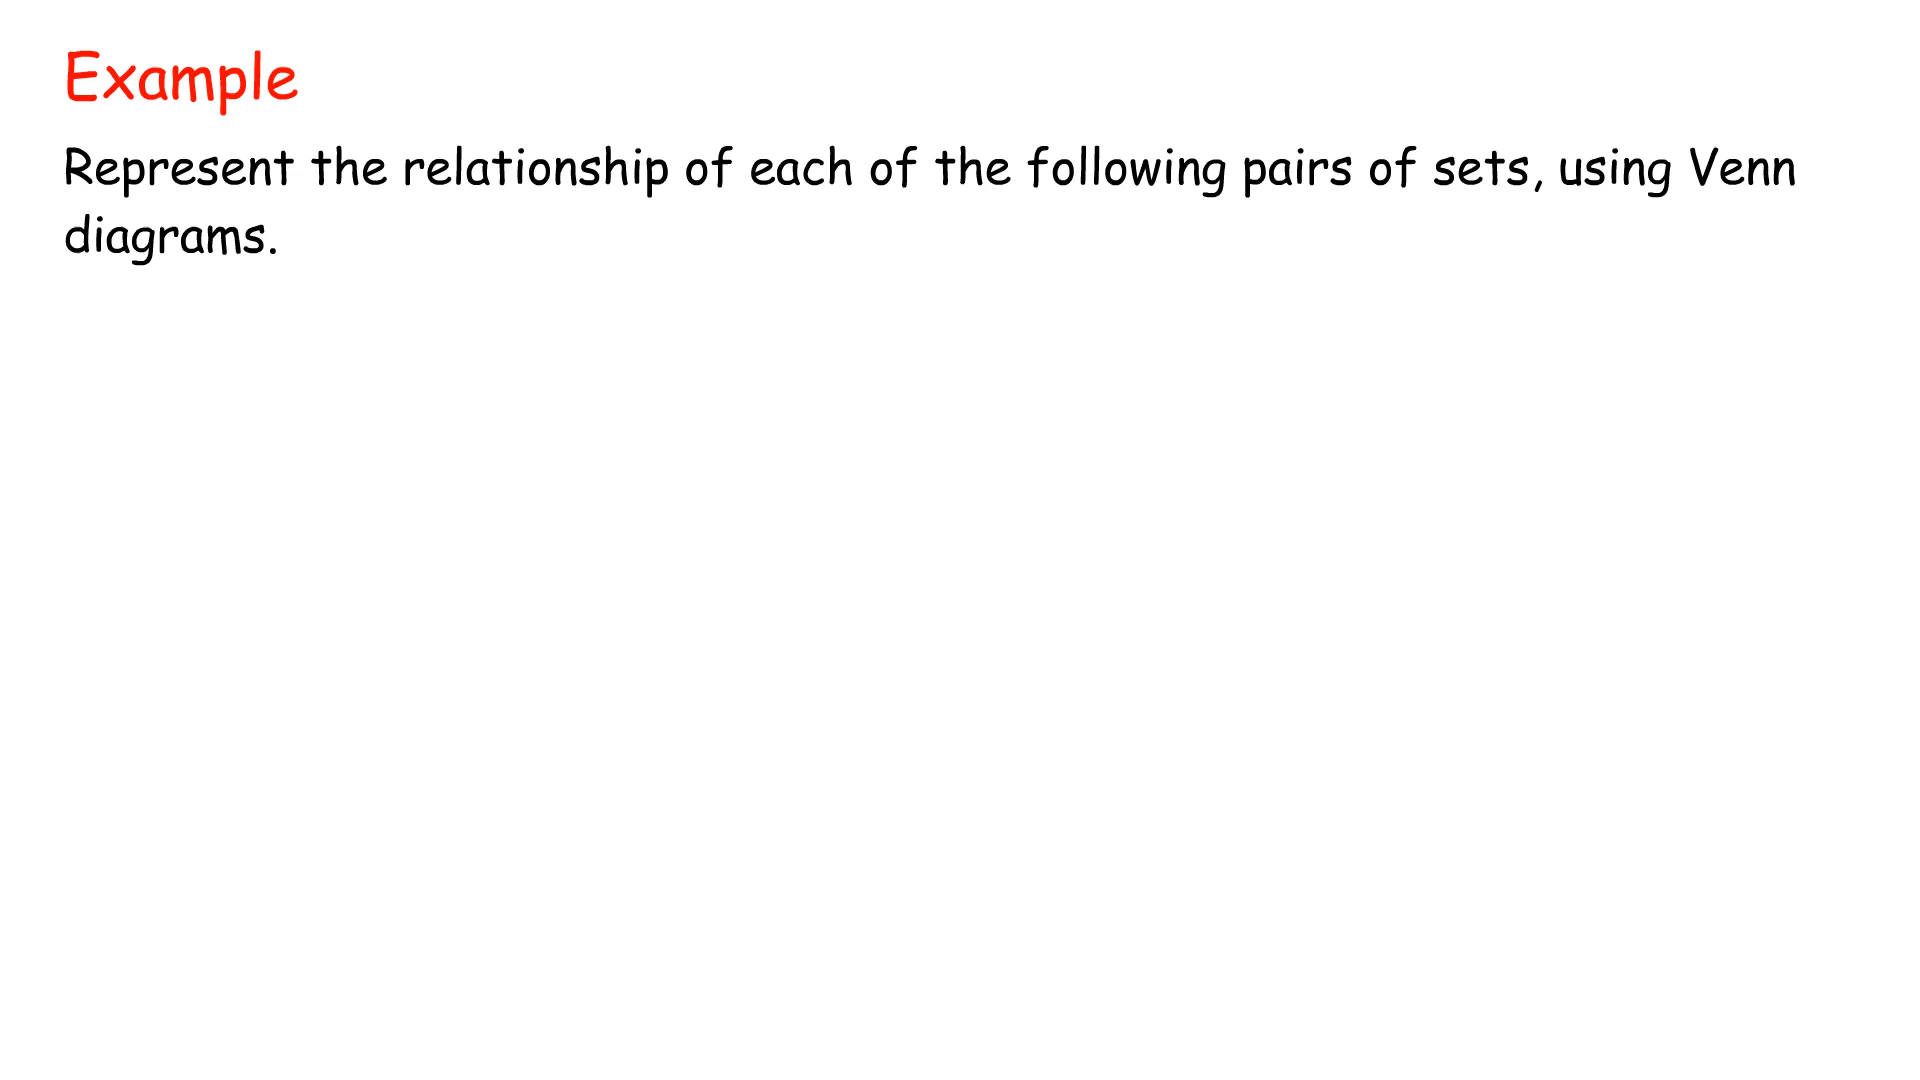 Example
Represent the relationship of each of the following pairs of sets, using Venn
diagrams.